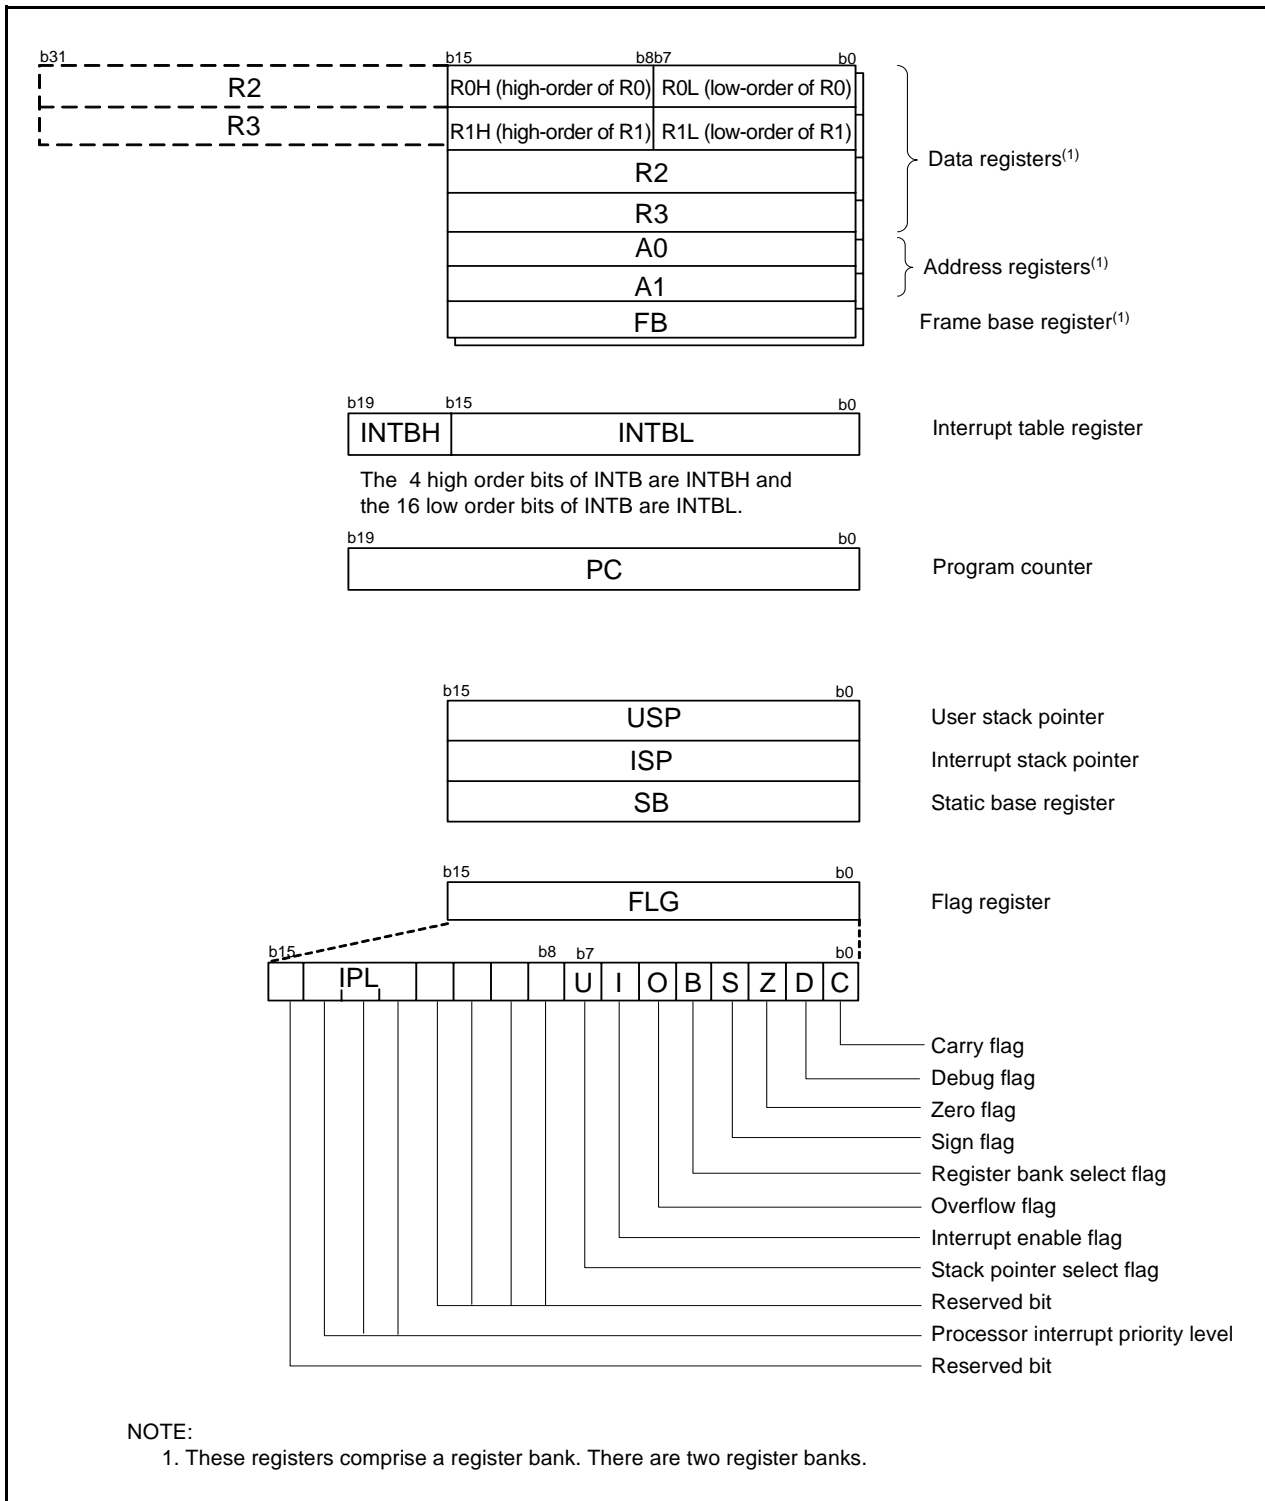 b31 b15 b8b7 b0
R2 R0H (high-order of R0) R0L (low-order of R0)
R3 R1H (high-order of R1) R1L (low-order of R1)
Data registers(1)
R2
R3
A0
Address registers(1)
A1
FB Frame base register(1)
b19 b15 b0
INTBH INTBL Interrupt table register
The 4 high order bits of INTB are INTBH and
the 16 low order bits of INTB are INTBL.
b19 b0
PC Program counter
b15 b0
USP User stack pointer
ISP Interrupt stack pointer
SB Static base register
b15 b0
FLG Flag register
b15 b8 b7 b0
IPL U I O B S Z D C
Carry flag
Debug flag
Zero flag
Sign flag
Register bank select flag
Overflow flag
Interrupt enable flag
Stack pointer select flag
Reserved bit
Processor interrupt priority level
Reserved bit
NOTE:
1. These registers comprise a register bank. There are two register banks.